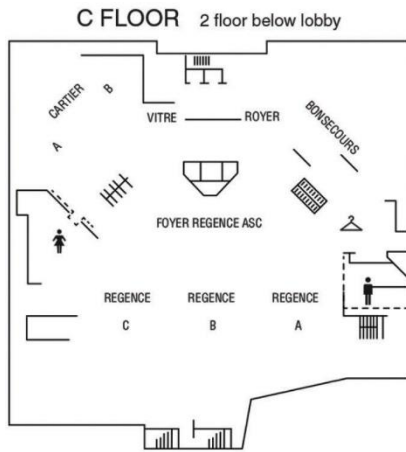 C FLOOR 2 floor below lobby
CARTIER
B
A
VITRE
ROYER
BONSECOURS
FOYER REGENCE ASC
REGENCE REGENCE REGENCE
C B A